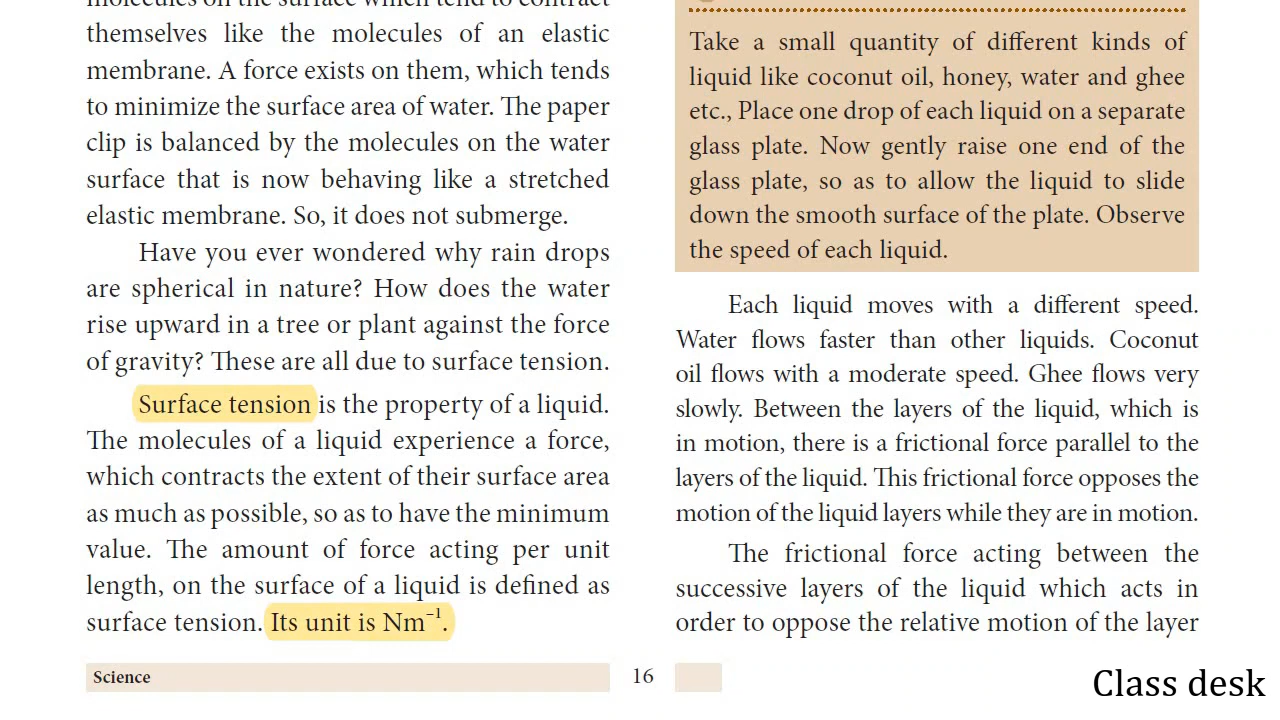 molecules on the surface which tend to contract
themselves like the molecules of an elastic
membrane. A force exists on them, which tends
to minimize the surface area of water. The paper
clip is balanced by the molecules on the water
surface that is now behaving like a stretched
elastic membrane. So, it does not submerge.
Have you ever wondered why rain drops
are spherical in nature? How does the water
rise upward in a tree or plant against the force
of gravity? These are all due to surface tension.
Surface tension is the property of a liquid.
The molecules of a liquid experience a force,
which contracts the extent of their surface area
as much as possible, so as to have the minimum
value. The amount of force acting per unit
length, on the surface of a liquid is defined as
surface tension. Its unit is Nm⁻¹.
Take a small quantity of different kinds of
liquid like coconut oil, honey, water and ghee
etc., Place one drop of each liquid on a separate
glass plate. Now gently raise one end of the
glass plate, so as to allow the liquid to slide
down the smooth surface of the plate. Observe
the speed of each liquid.
Each liquid moves with a different speed.
Water flows faster than other liquids. Coconut
oil flows with a moderate speed. Ghee flows very
slowly. Between the layers of the liquid, which is
in motion, there is a frictional force parallel to the
layers of the liquid. This frictional force opposes the
motion of the liquid layers while they are in motion.
The frictional force acting between the
successive layers of the liquid which acts in
order to oppose the relative motion of the layer
Science
16
Class desk